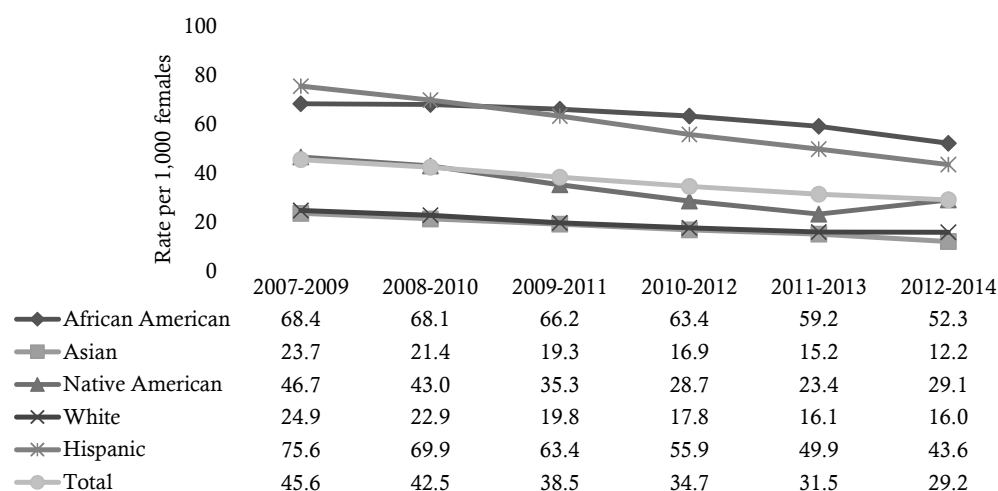 100
80
60
40
20
0
Rate per 1,000 females
2007-2009 2008-2010 2009-2011 2010-2012 2011-2013 2012-2014
African American 68.4 68.1 66.2 63.4 59.2 52.3
Asian 23.7 21.4 19.3 16.9 15.2 12.2
Native American 46.7 43.0 35.3 28.7 23.4 29.1
White 24.9 22.9 19.8 17.8 16.1 16.0
Hispanic 75.6 69.9 63.4 55.9 49.9 43.6
Total 45.6 42.5 38.5 34.7 31.5 29.2